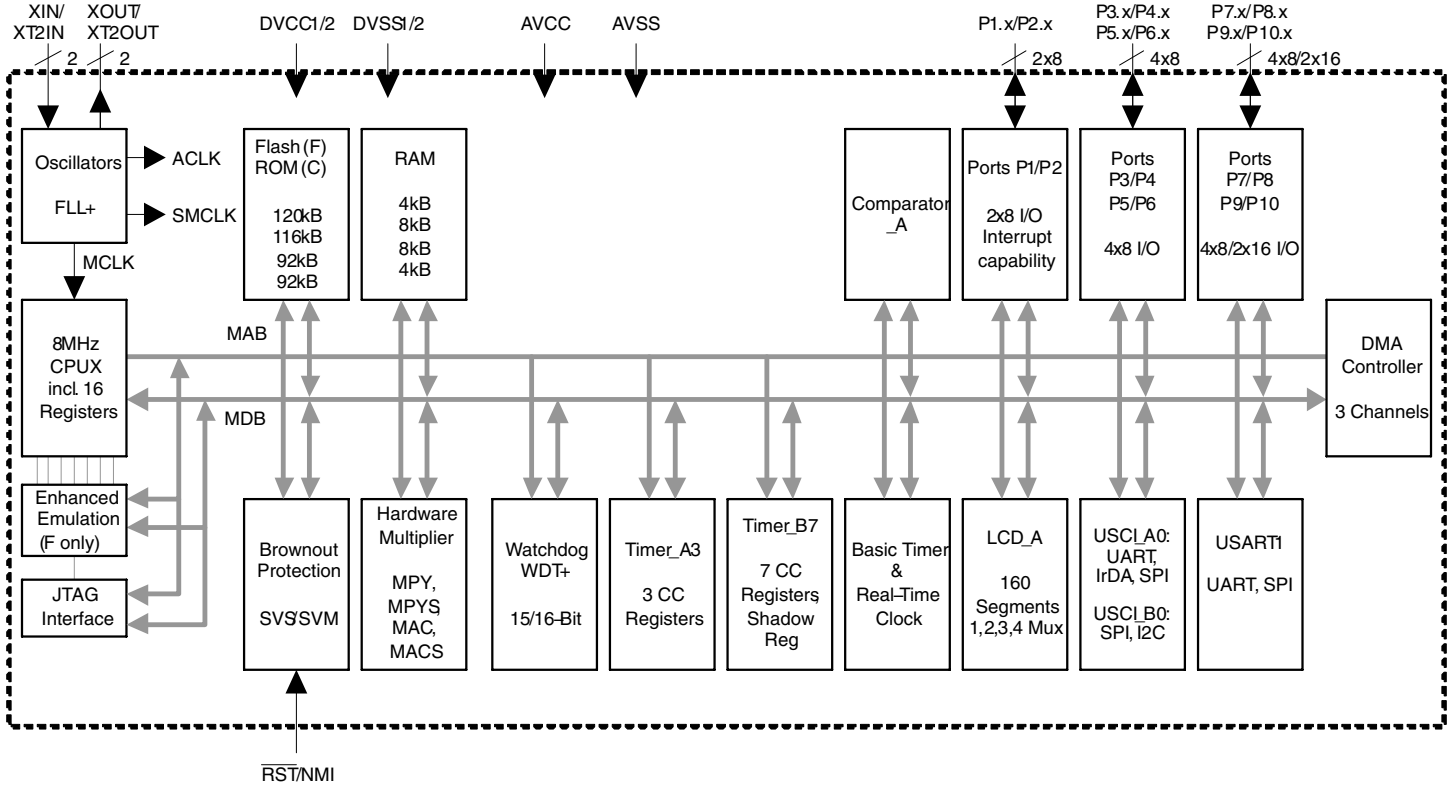 XIN/
XT2IN
XOUT/
XT2OUT
2
2
DVCC1/2
DVSS1/2
AVCC
AVSS
P1.x/P2.x
2x8
P3.x/P4.x
P5.x/P6.x
4x8
P7.x/P8.x
P9.x/P10.x
4x8/2x16
Oscillators
FLL+
ACLK
SMCLK
MCLK
Flash (F)
ROM (C)
120kB
116kB
92kB
92kB
RAM
4kB
8kB
8kB
4kB
Comparator
_A
Ports P1/P2
2x8 I/O
Interrupt
capability
Ports
P3/P4
P5/P6
4x8 I/O
Ports
P7/P8
P9/P10
4x8/2x16 I/O
8MHz
CPUX
incl. 16
Registers
MAB
MDB
DMA
Controller
3 Channels
Enhanced
Emulation
(F only)
JTAG
Interface
Brownout
Protection
SVS/SVM
Hardware
Multiplier
MPY,
MPYS,
MAC,
MACS
Watchdog
WDT+
15/16–Bit
Timer_A3
3 CC
Registers
Timer_B7
7 CC
Registers,
Shadow
Reg
Basic Timer
&
Real–Time
Clock
LCD_A
160
Segments
1,2,3,4 Mux
USCI_A0:
UART,
IrDA, SPI
USCI_B0:
SPI, I2C
USART1
UART, SPI
RST/NMI